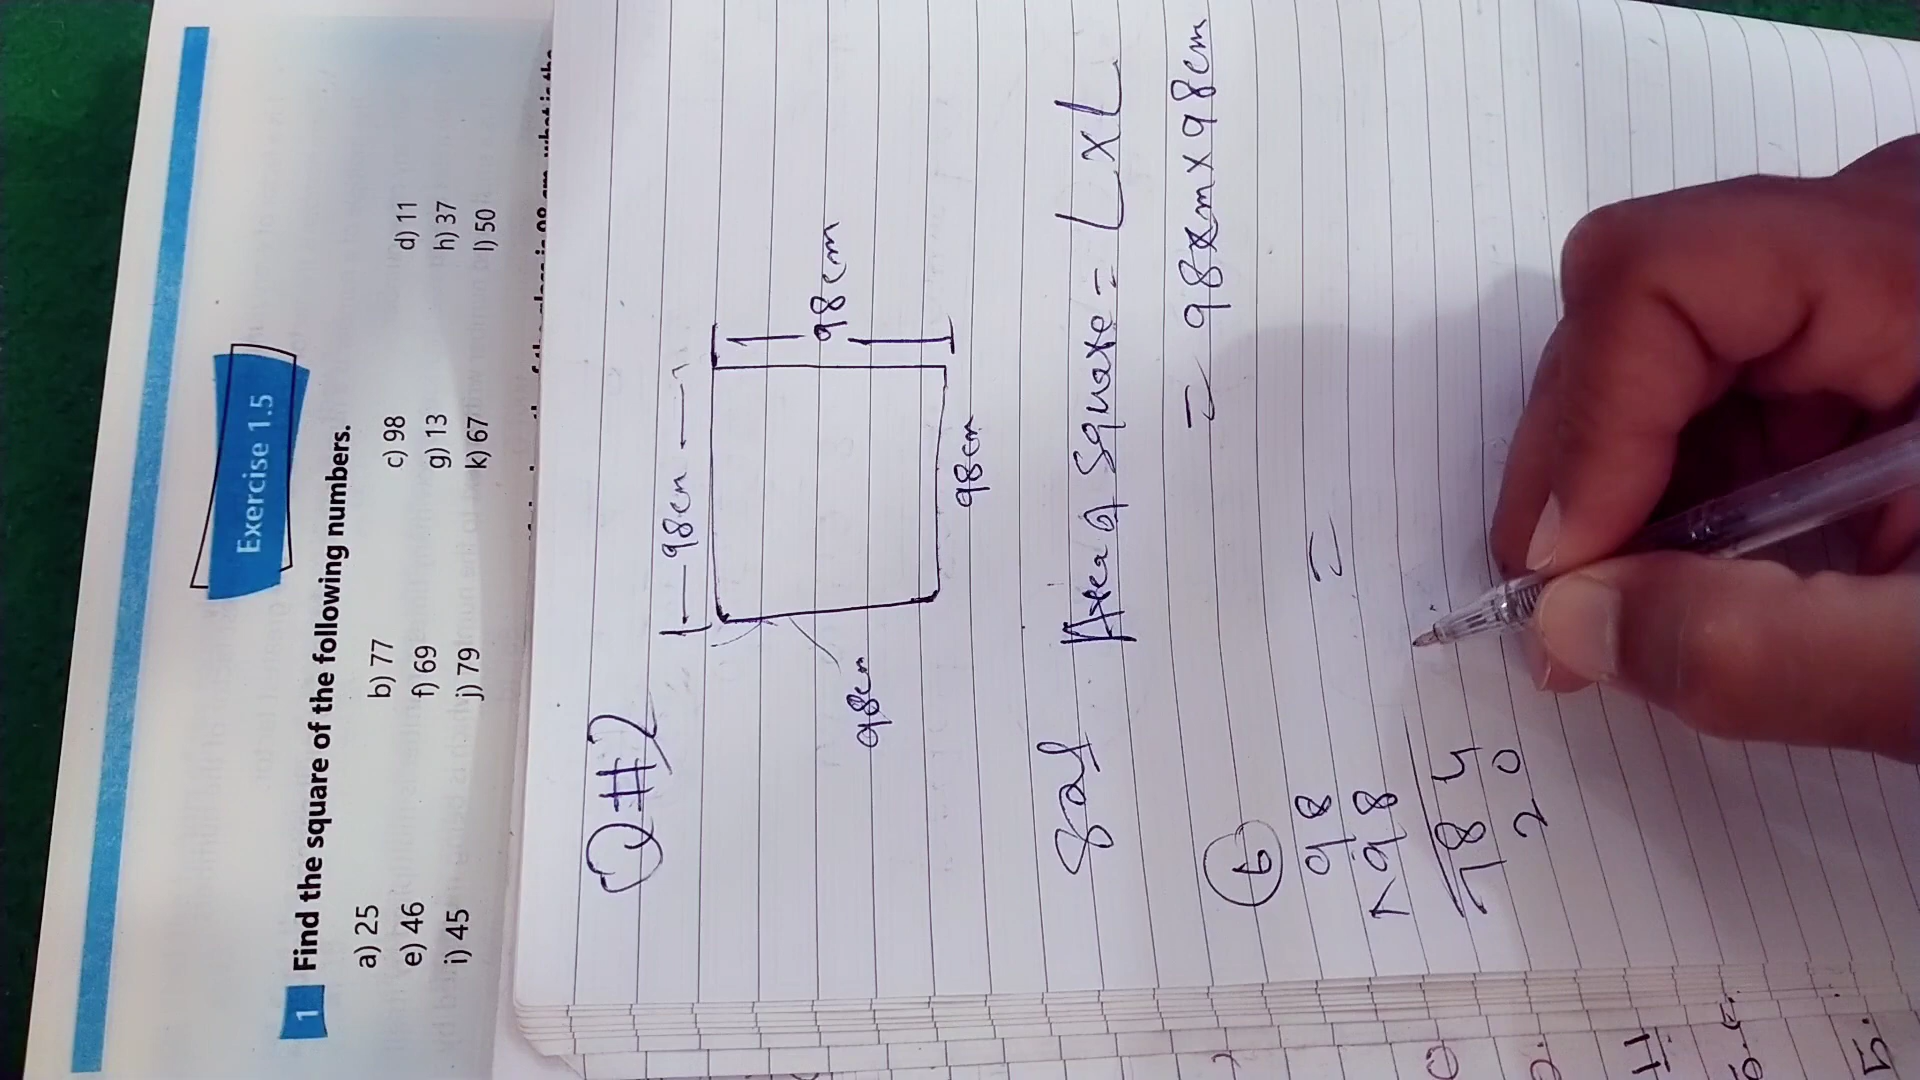 Exercise 1.5
1 Find the square of the following numbers.
a) 25 b) 77 c) 98 d) 11
e) 46 f) 69 g) 13 h) 37
i) 45 j) 79 k) 67 l) 50
Q#2
98cm
98cm
98cm
98cm
Sol Area of Square = L×L
= 98cm×98cm
6
98 =
×98
784
20